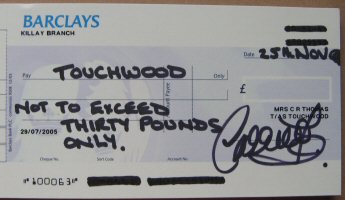 BARCLAYS
KILLAY BRANCH
Date 25th NOV
Pay TOUCHWOOD Only
£
NOT TO EXCEED
THIRTY POUNDS
ONLY.
A/C Payee
MRS C R THOMAS
T/AS TOUCHWOOD
29/07/2005
Cheque No. Sort Code Account No.
"100063"